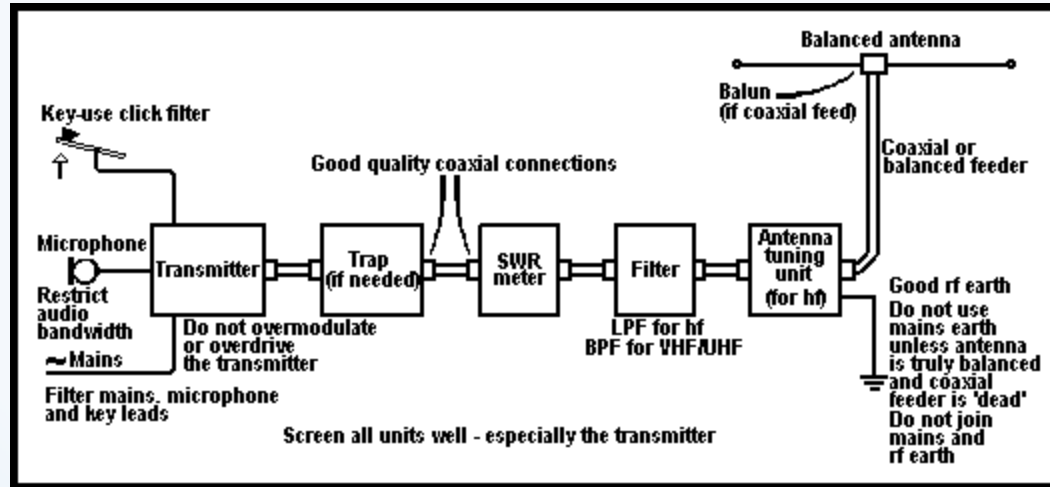 Balanced antenna
Balun
(if coaxial feed)
Key-use click filter
Coaxial or
balanced feeder
Good quality coaxial connections
Microphone
Restrict
audio
bandwidth
Transmitter
Trap
(if needed)
SWR
meter
Filter
Antenna
tuning
unit
(for hf)
~ Mains
Do not overmodulate
or overdrive
the transmitter
LPF for hf
BPF for VHF/UHF
Good rf earth
Do not use
mains earth
unless antenna
is truly balanced
and coaxial
feeder is 'dead'
Do not join
mains and
rf earth
Filter mains, microphone
and key leads
Screen all units well - especially the transmitter